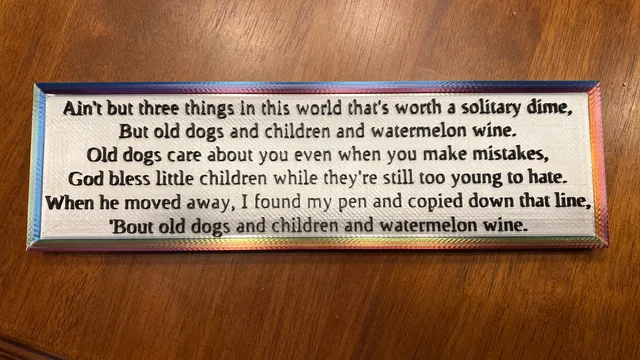 Ain't but three things in this world that's worth a solitary dime,
But old dogs and children and watermelon wine.
Old dogs care about you even when you make mistakes,
God bless little children while they're still too young to hate.
When he moved away, I found my pen and copied down that line,
'Bout old dogs and children and watermelon wine.